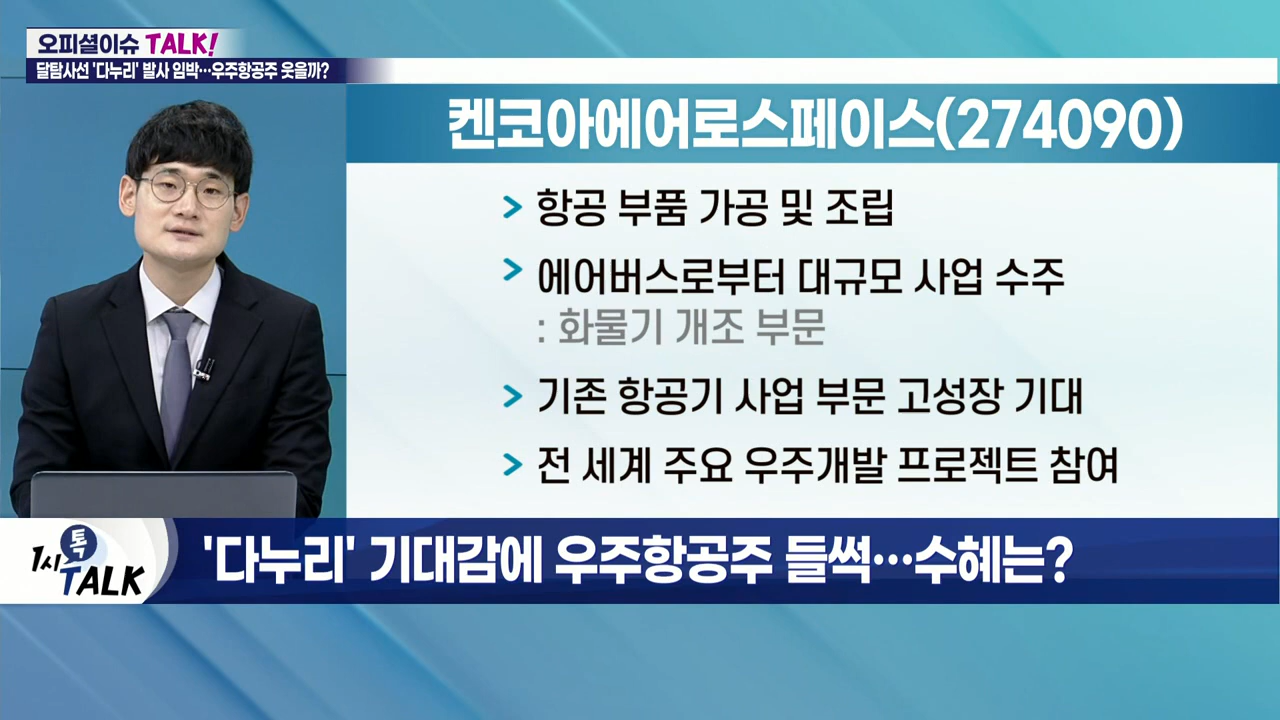 오피셜이슈 TALK!
달탐사선 '다누리' 발사 임박…우주항공주 웃을까?
켄코아에어로스페이스(274090)
> 항공 부품 가공 및 조립
> 에어버스로부터 대규모 사업 수주
: 화물기 개조 부문
> 기존 항공기 사업 부문 고성장 기대
> 전 세계 주요 우주개발 프로젝트 참여
1시 톡 TALK
'다누리' 기대감에 우주항공주 들썩…수혜는?